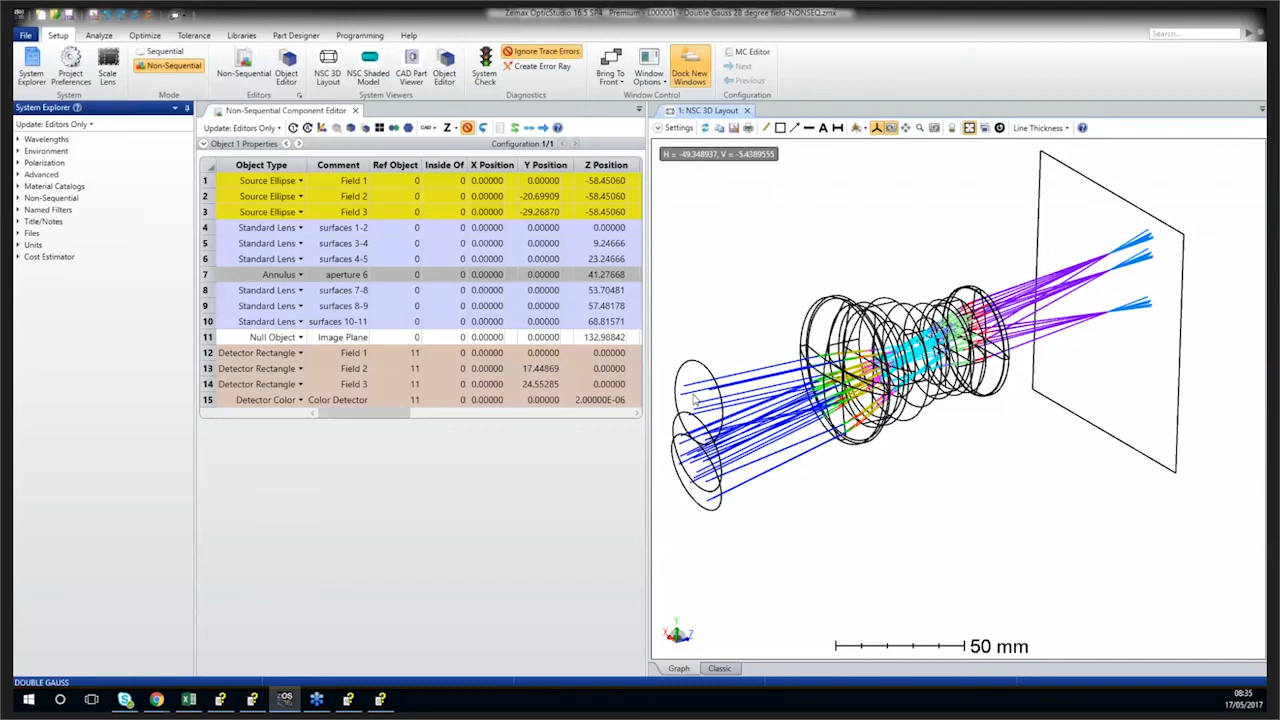 Zemax OpticStudio 16.5 SP4 - Premium - L000001 - Double Gauss 28 degree field-NONSEQ.zmx
File Setup Analyze Optimize Tolerance Libraries Part Designer Programming Help Search...
System Explorer Project Preferences Scale Lens
System
Sequential
Non-Sequential
Mode
Non-Sequential Object Editor
Editors
NSC 3D Layout NSC Shaded Model CAD Part Viewer Object Editor
System Viewers
System Check Ignore Trace Errors
Create Error Ray
Diagnostics
Bring To Front Window Options Dock New Windows
Window Control
MC Editor
Next
Previous
Configuration
System Explorer
Update: Editors Only
Wavelengths
Environment
Polarization
Advanced
Material Catalogs
Non-Sequential
Named Filters
Title/Notes
Files
Units
Cost Estimator
Non-Sequential Component Editor
Update: Editors Only CAD Z
Object 1 Properties Configuration 1/1
Object Type Comment Ref Object Inside Of X Position Y Position Z Position
1 Source Ellipse Field 1 0 0 0.00000 0.00000 -58.45060
2 Source Ellipse Field 2 0 0 0.00000 -20.69909 -58.45060
3 Source Ellipse Field 3 0 0 0.00000 -29.26870 -58.45060
4 Standard Lens surfaces 1-2 0 0 0.00000 0.00000 0.00000
5 Standard Lens surfaces 3-4 0 0 0.00000 0.00000 9.24666
6 Standard Lens surfaces 4-5 0 0 0.00000 0.00000 23.24666
7 Annulus aperture 6 0 0 0.00000 0.00000 41.27668
8 Standard Lens surfaces 7-8 0 0 0.00000 0.00000 53.70481
9 Standard Lens surfaces 8-9 0 0 0.00000 0.00000 57.48178
10 Standard Lens surfaces 10-11 0 0 0.00000 0.00000 68.81571
11 Null Object Image Plane 0 0 0.00000 0.00000 132.98842
12 Detector Rectangle Field 1 11 0 0.00000 0.00000 0.00000
13 Detector Rectangle Field 2 11 0 0.00000 17.44869 0.00000
14 Detector Rectangle Field 3 11 0 0.00000 24.55285 0.00000
15 Detector Color Color Detector 11 0 0.00000 0.00000 2.00000E-06
1: NSC 3D Layout
Settings A Line Thickness
H = -49.348937, V = -5.4389555
X Y Z
50 mm
Graph Classic
DOUBLE GAUSS
08:35
17/05/2017